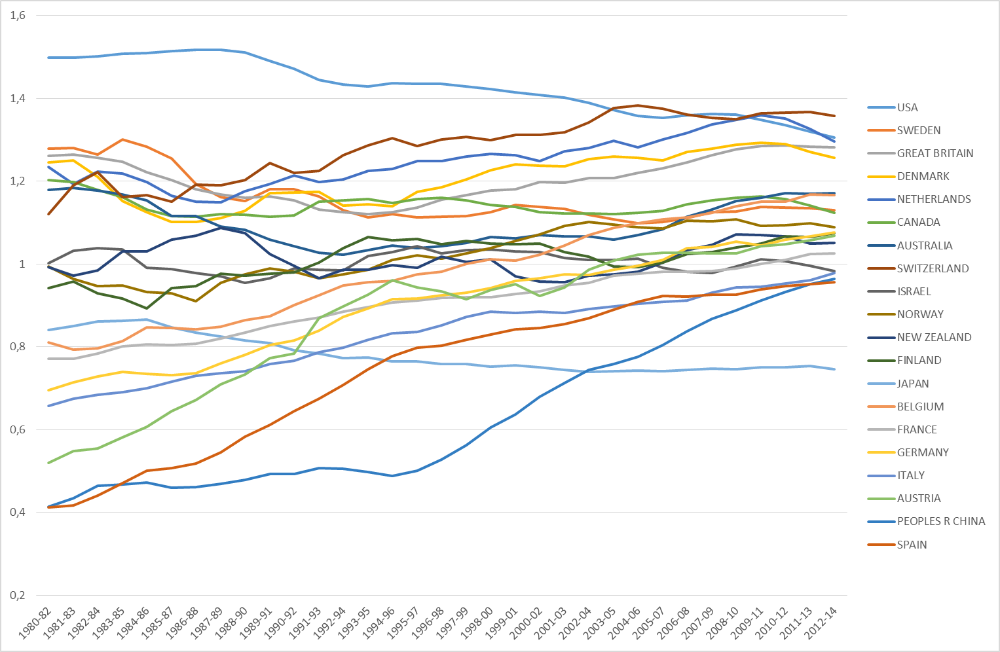 1,6
1,4
1,2
1
0,8
0,6
0,4
0,2
1980-82
1981-83
1982-84
1983-85
1984-86
1985-87
1986-88
1987-89
1988-90
1989-91
1990-92
1991-93
1992-94
1993-95
1994-96
1995-97
1996-98
1997-99
1998-00
1999-01
2000-02
2001-03
2002-04
2003-05
2004-06
2005-07
2006-08
2007-09
2008-10
2009-11
2010-12
2011-13
2012-14
USA
SWEDEN
GREAT BRITAIN
DENMARK
NETHERLANDS
CANADA
AUSTRALIA
SWITZERLAND
ISRAEL
NORWAY
NEW ZEALAND
FINLAND
JAPAN
BELGIUM
FRANCE
GERMANY
ITALY
AUSTRIA
PEOPLES R CHINA
SPAIN